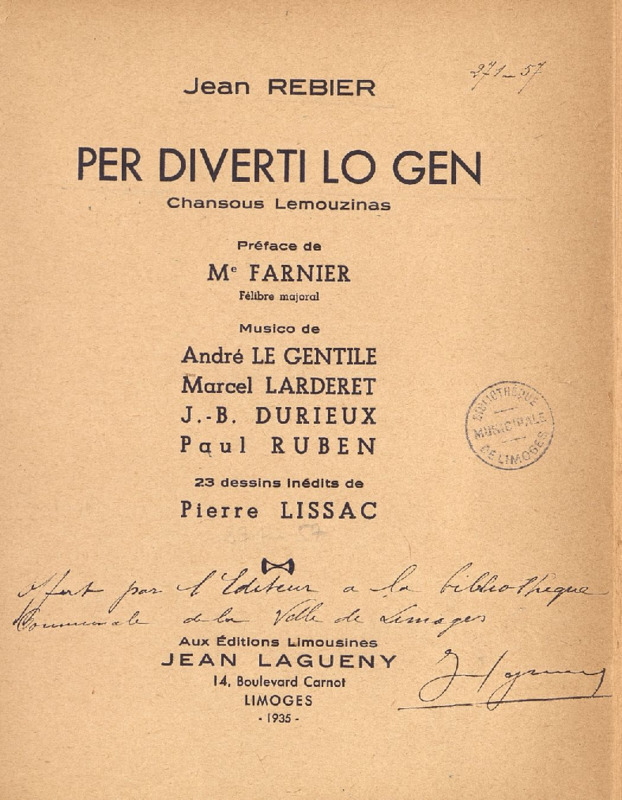 271-57
Jean REBIER
PER DIVERTI LO GEN
Chansous Lemouzinas
Préface de
Mᵉ FARNIER
Félibre majoral
Musico de
André LE GENTILE
Marcel LARDERET
J.-B. DURIEUX
Paul RUBEN
BIBLIOTHÈQUE
MUNICIPALE
DE LIMOGES
23 dessins inédits de
Pierre LISSAC
Offert par l'Editeur a la bibliothèque
Communale de la Ville de Limoges
Aux Éditions Limousines
JEAN LAGUENY
14, Boulevard Carnot
LIMOGES
- 1935 -